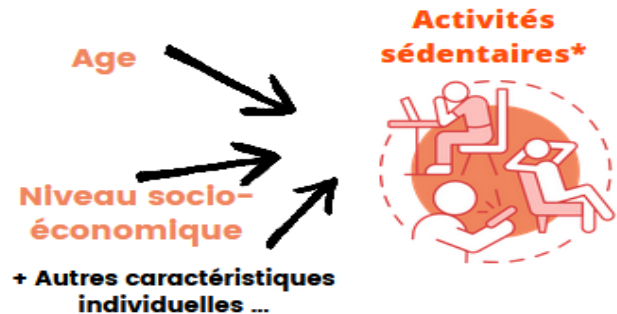 Activités
sédentaires*
Age
Niveau socio-
économique
+ Autres caractéristiques
individuelles ...